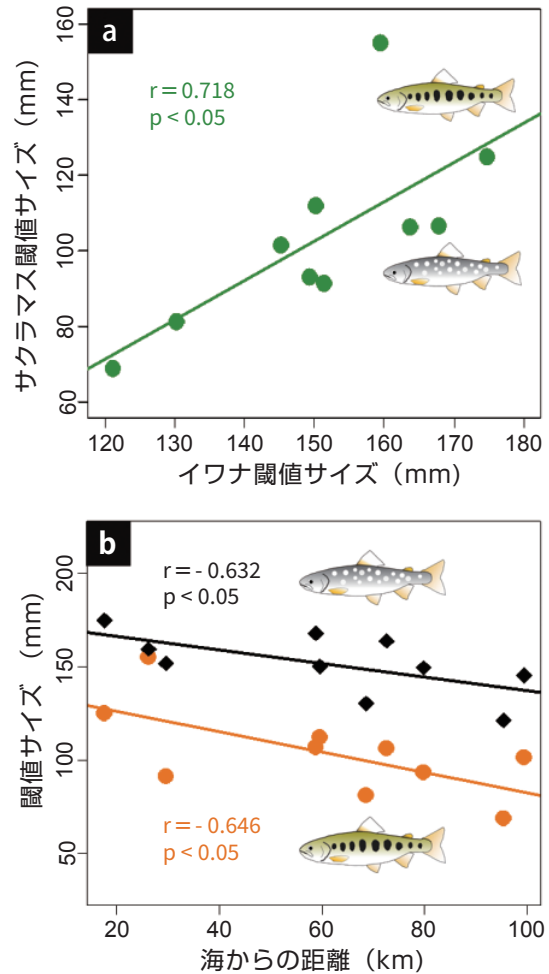 a
r = 0.718
p < 0.05
サクラマス閾値サイズ（mm）
160
140
120
100
80
60
120 130 140 150 160 170 180
イワナ閾値サイズ（mm）
b
r = - 0.632
p < 0.05
閾値サイズ（mm）
200
150
100
50
r = - 0.646
p < 0.05
20 40 60 80 100
海からの距離（km）